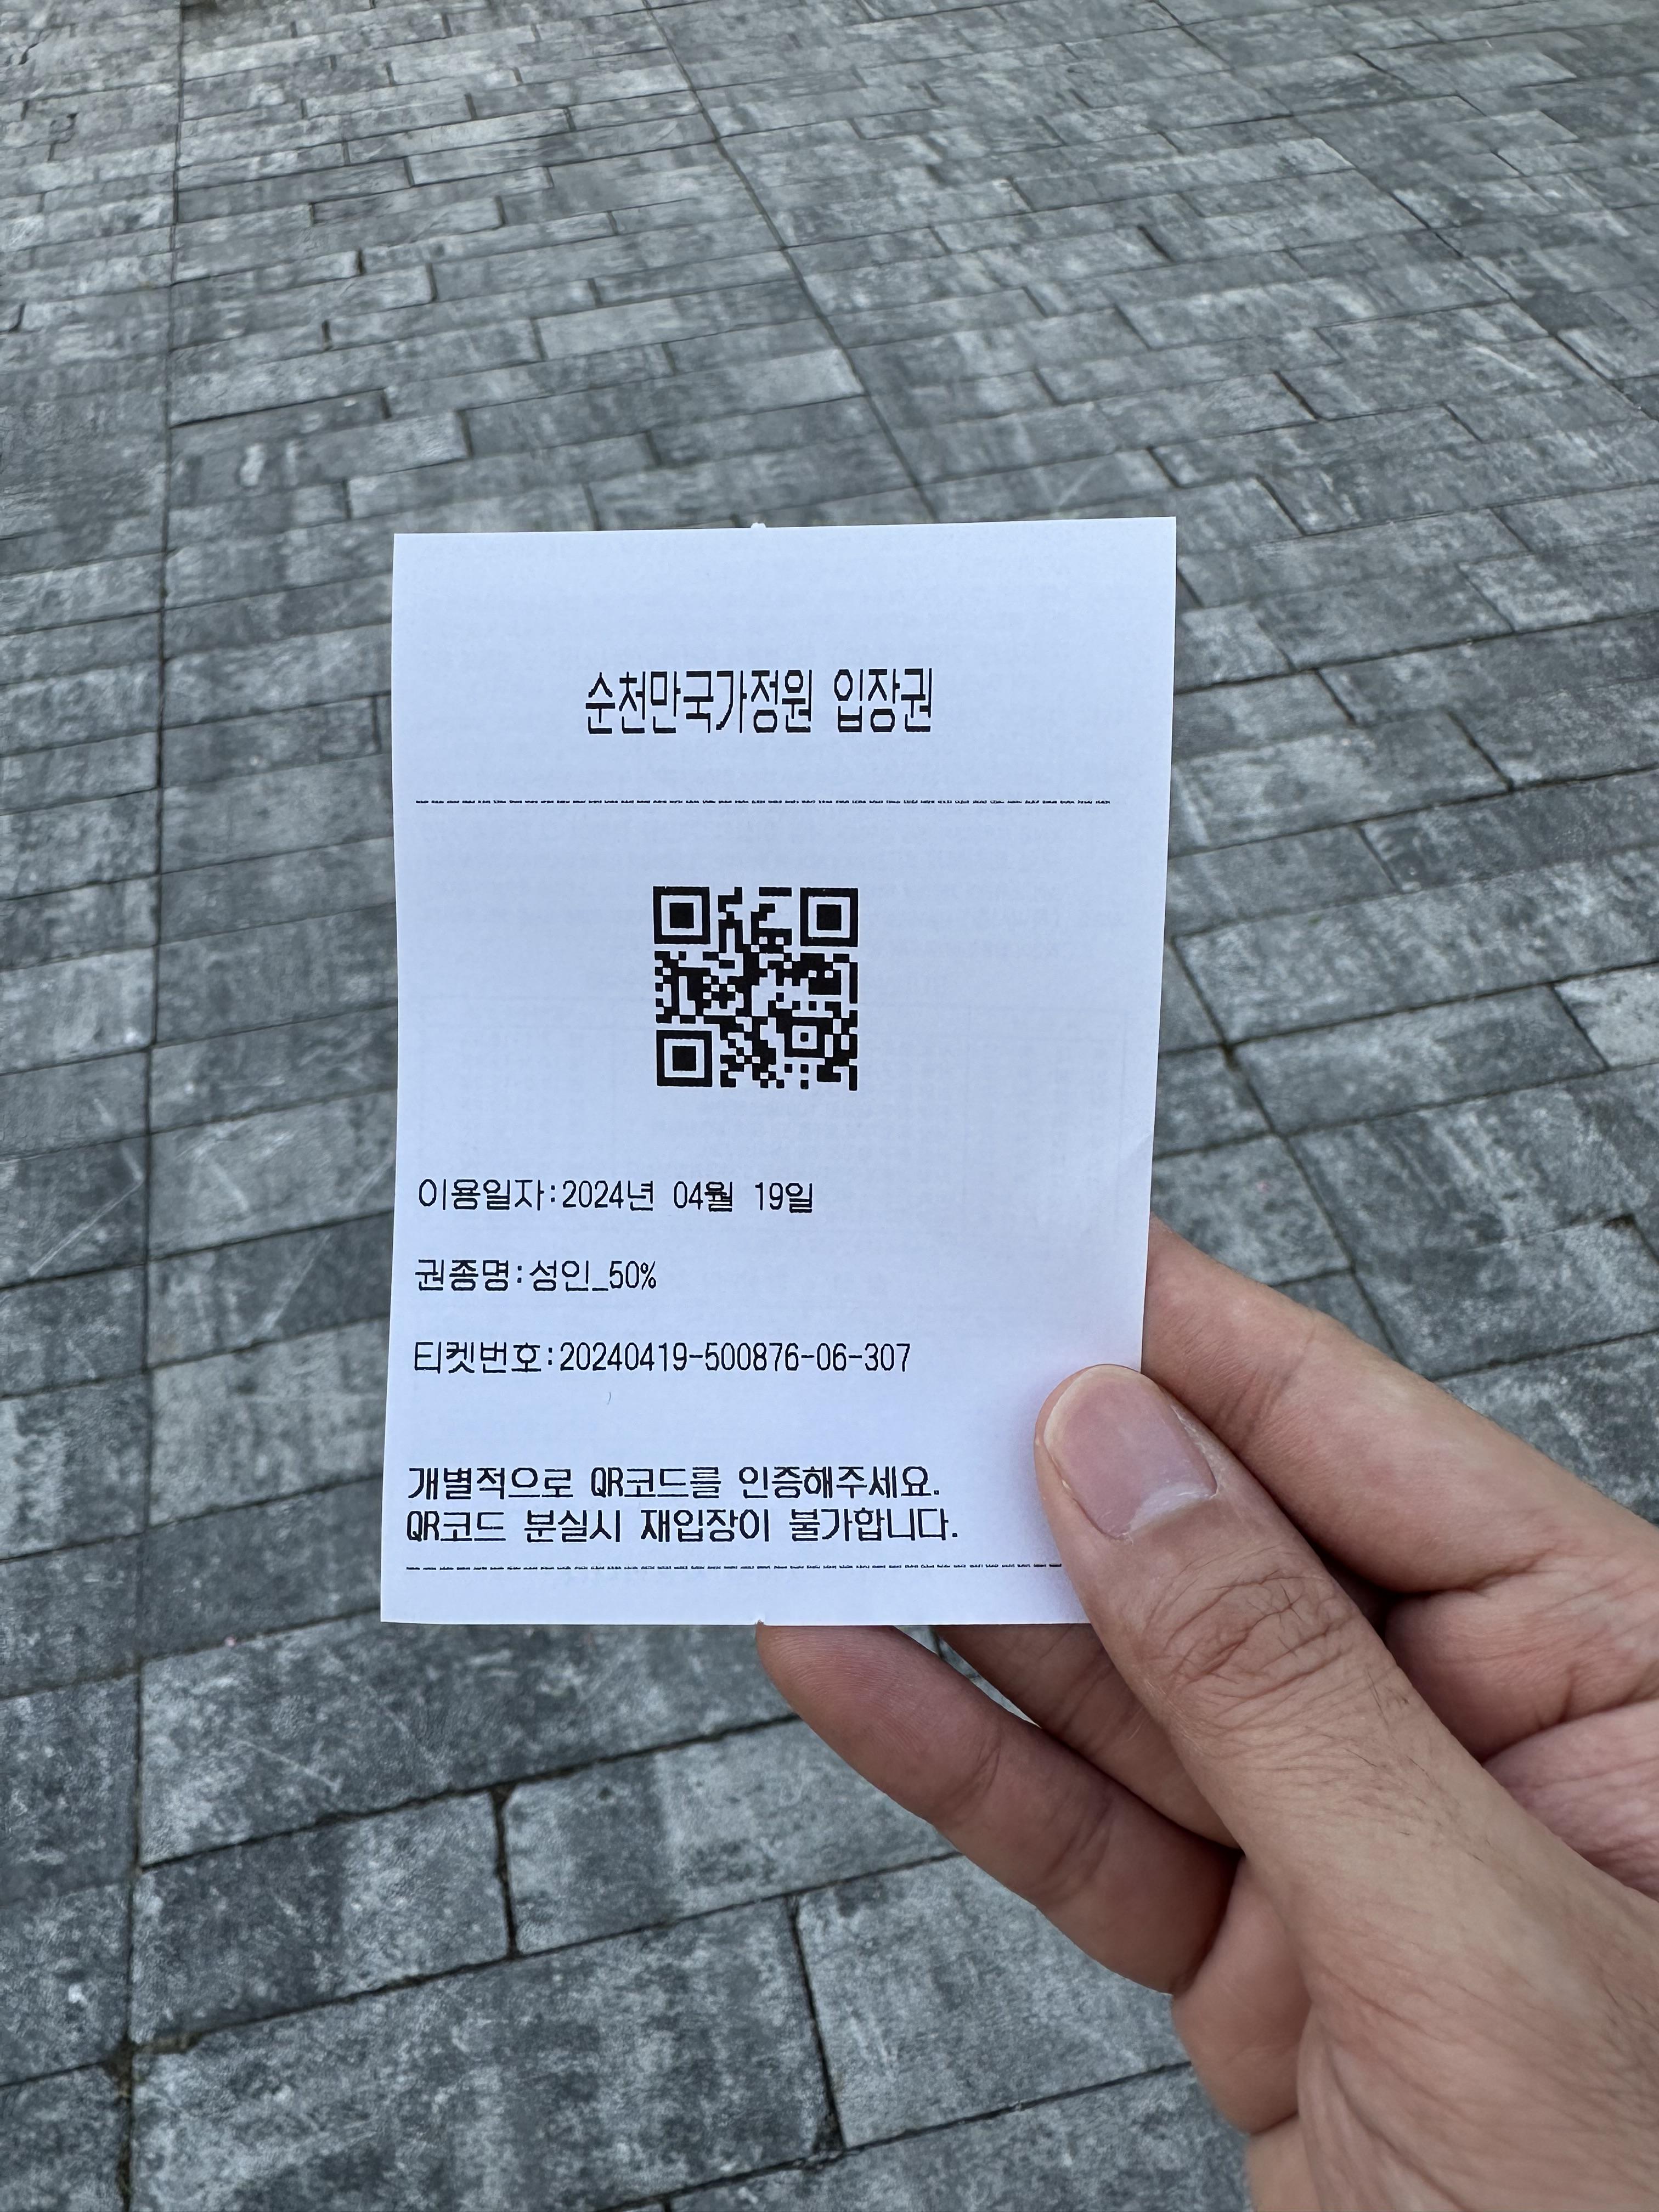 순천만국가정원 입장권
이용일자:2024년 04월 19일
권종명:성인_50%
티켓번호:20240419-500876-06-307
개별적으로 QR코드를 인증해주세요.
QR코드 분실시 재입장이 불가합니다.